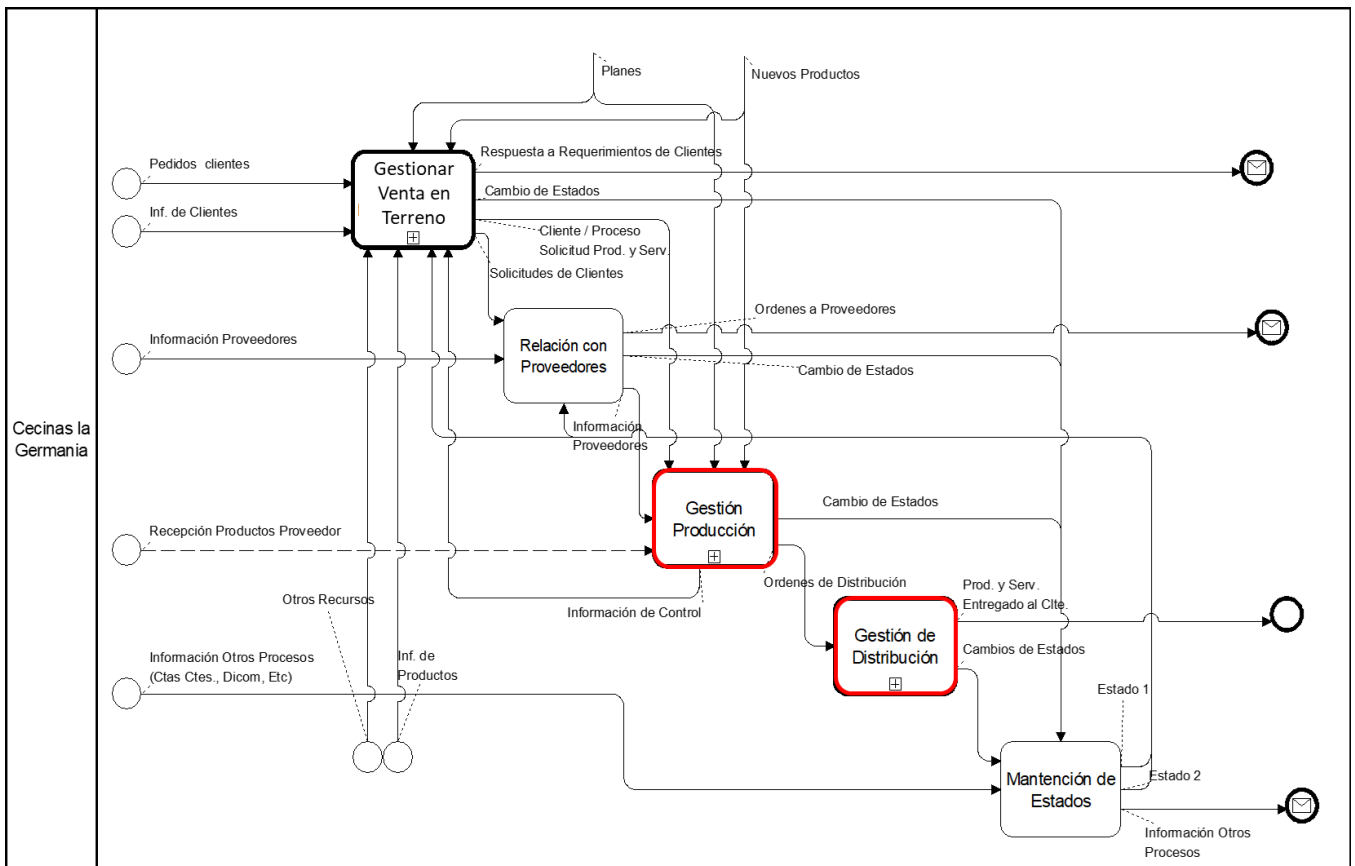 Planes
Nuevos Productos
Pedidos clientes
Gestionar
Venta en
Terreno
Respuesta a Requerimientos de Clientes
Cambio de Estados
Inf. de Clientes
Cliente / Proceso
Solicitud Prod. y Serv.
Solicitudes de Clientes
Ordenes a Proveedores
Información Proveedores
Relación con
Proveedores
Cambio de Estados
Cecinas la
Germania
Información
Proveedores
Gestión
Producción
Cambio de Estados
Recepción Productos Proveedor
Ordenes de Distribución
Prod. y Serv.
Entregado al Clte.
Otros Recursos
Información de Control
Gestión de
Distribución
Cambios de Estados
Información Otros Procesos
(Ctas Ctes., Dicom, Etc)
Inf. de
Productos
Estado 1
Mantención de
Estados
Estado 2
Información Otros
Procesos